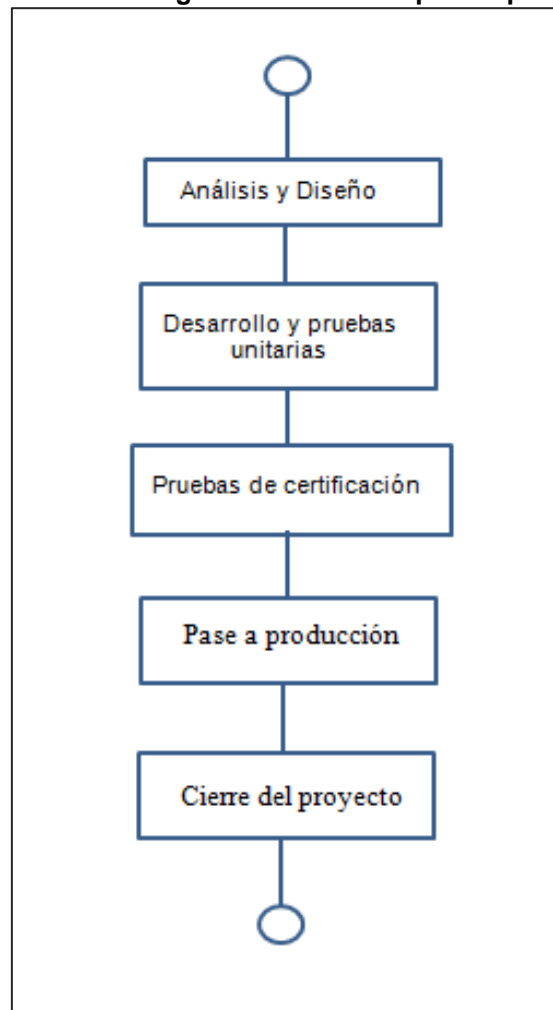 Análisis y Diseño
Desarrollo y pruebas
unitarias
Pruebas de certificación
Pase a producción
Cierre del proyecto